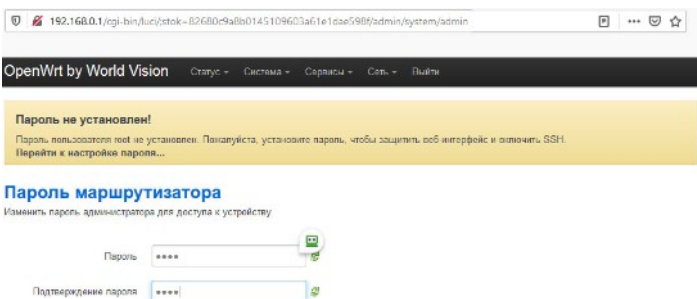 192.168.0.1/cgi-bin/luci/;stok=82680c9a8b0145109603a61e1dae598f/admin/system/admin
OpenWrt by World Vision Статус Система Сервисы Сеть Выйти
Пароль не установлен!
Пароль пользователя root не установлен. Пожалуйста, установите пароль, чтобы защитить веб-интерфейс и включить SSH.
Перейти к настройке пароля...
Пароль маршрутизатора
Изменить пароль администратора для доступа к устройству
Пароль ••••
Подтверждение пароля ••••